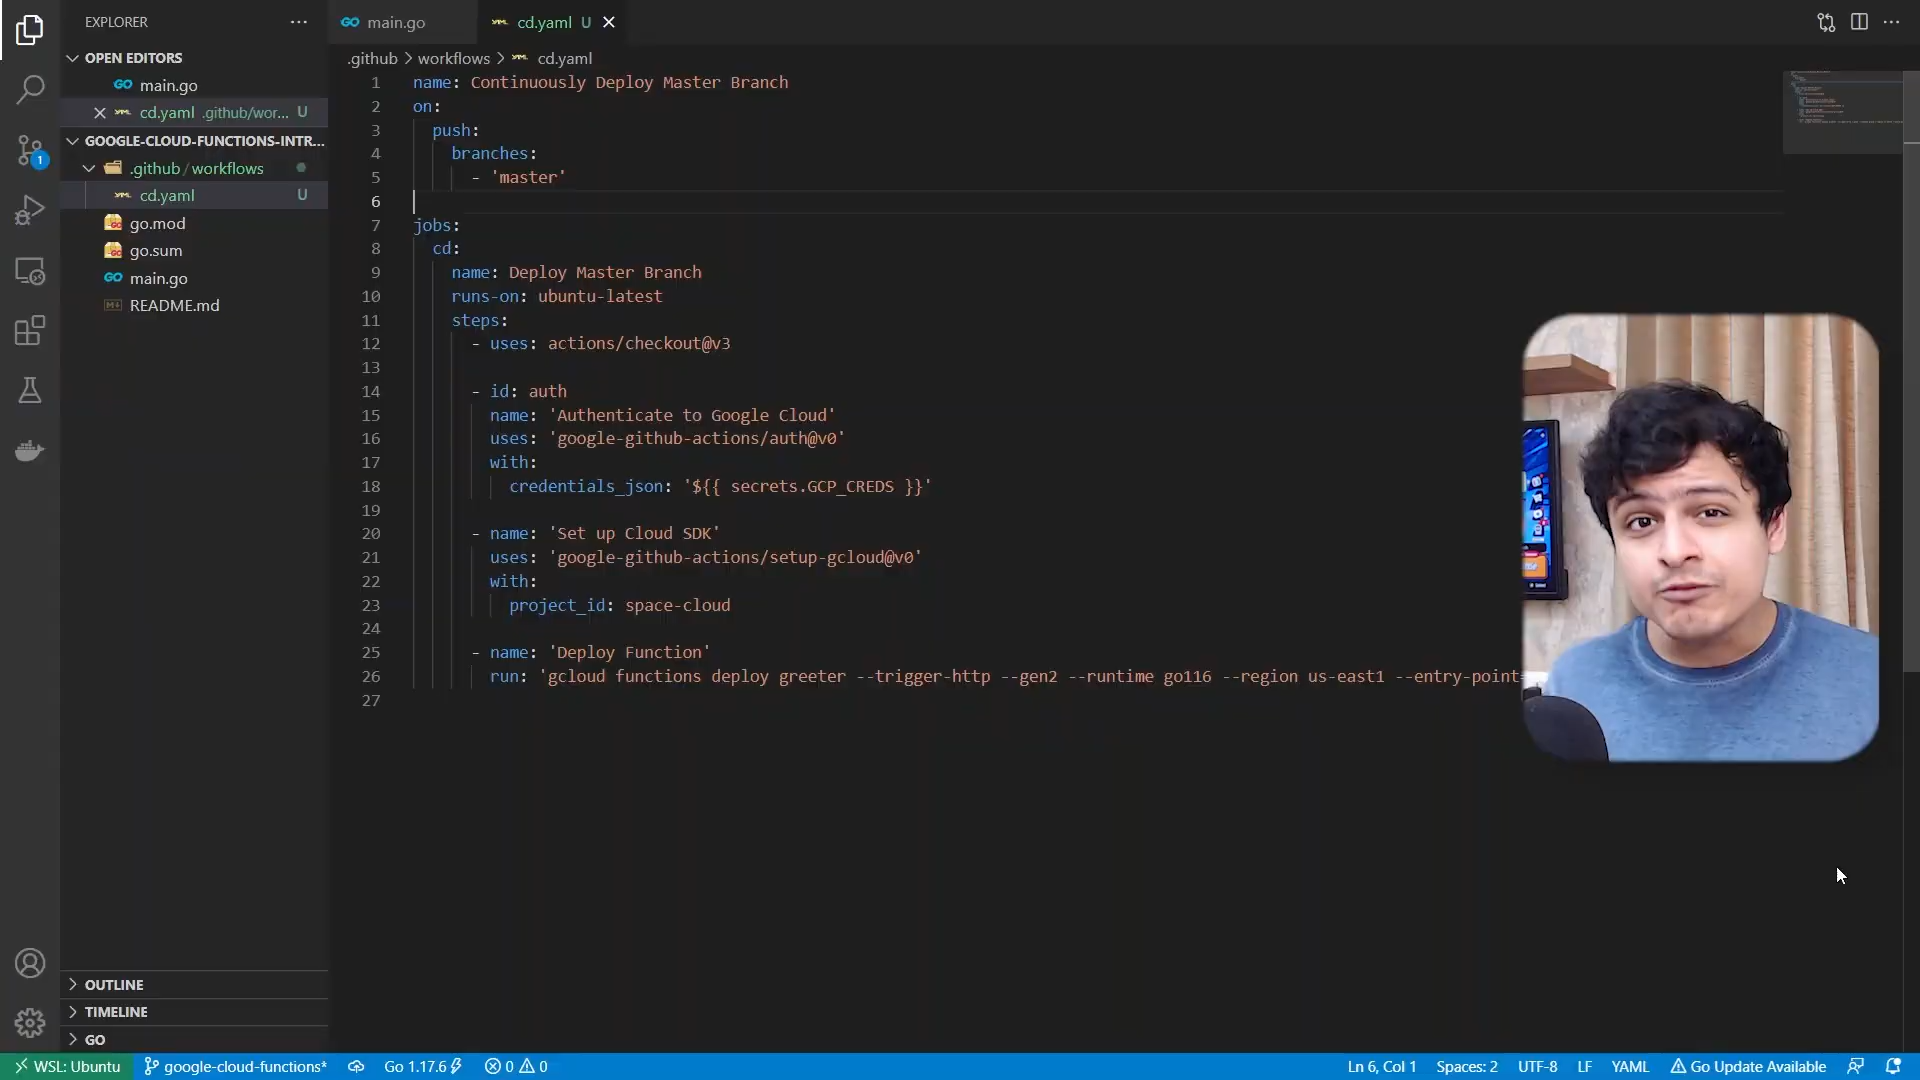 EXPLORER
OPEN EDITORS
main.go
cd.yaml .github/wor... U
GOOGLE-CLOUD-FUNCTIONS-INTR...
.github / workflows
cd.yaml U
go.mod
go.sum
main.go
README.md
OUTLINE
TIMELINE
GO
main.go
cd.yaml U
.github > workflows > cd.yaml
1 name: Continuously Deploy Master Branch
2 on:
3 push:
4 branches:
5 - 'master'
6
7 jobs:
8 cd:
9 name: Deploy Master Branch
10 runs-on: ubuntu-latest
11 steps:
12 - uses: actions/checkout@v3
13
14 - id: auth
15 name: 'Authenticate to Google Cloud'
16 uses: 'google-github-actions/auth@v0'
17 with:
18 credentials_json: '${{ secrets.GCP_CREDS }}'
19
20 - name: 'Set up Cloud SDK'
21 uses: 'google-github-actions/setup-gcloud@v0'
22 with:
23 project_id: space-cloud
24
25 - name: 'Deploy Function'
26 run: 'gcloud functions deploy greeter --trigger-http --gen2 --runtime go116 --region us-east1 --entry-point=
27
1
WSL: Ubuntu google-cloud-functions* Go 1.17.6 0 0 Ln 6, Col 1 Spaces: 2 UTF-8 LF YAML Go Update Available